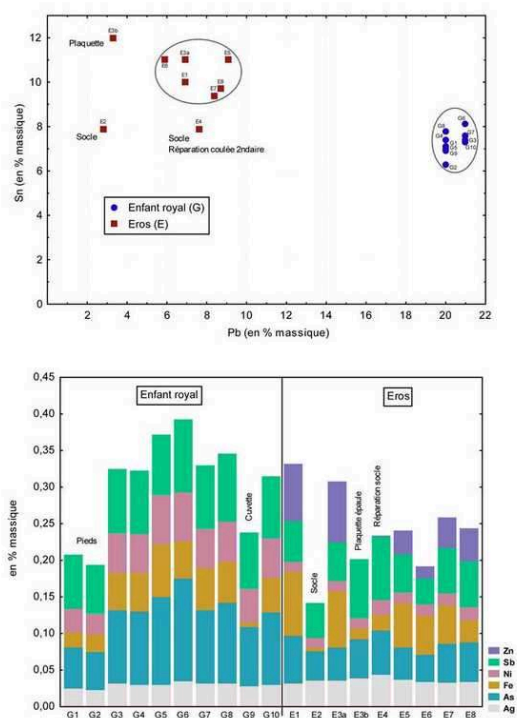 12
10
8
6
4
2
0
Sn (en % massique)
E3b
Plaquette
E3a
E5
E1
E7
E2
Socle
E4
Socle
Réparation coulée 2ndaire
G8
G4
G7
G1
G3
G5
G10
G9
G2
Enfant royal (G)
Eros (E)
2 4 6 8 10 12 14 16 18 20 22
Pb (en % massique)
0,45
0,40
0,35
0,30
0,25
0,20
0,15
0,10
0,05
0,00
en % massique
Enfant royal
Eros
Pieds
Cuvette
Socle
Plaquette épaule
Réparation socle
Zn
Sb
Ni
Fe
As
Ag
G1 G2 G3 G4 G5 G6 G7 G8 G9 G10 E1 E2 E3a E3b E4 E5 E6 E7 E8